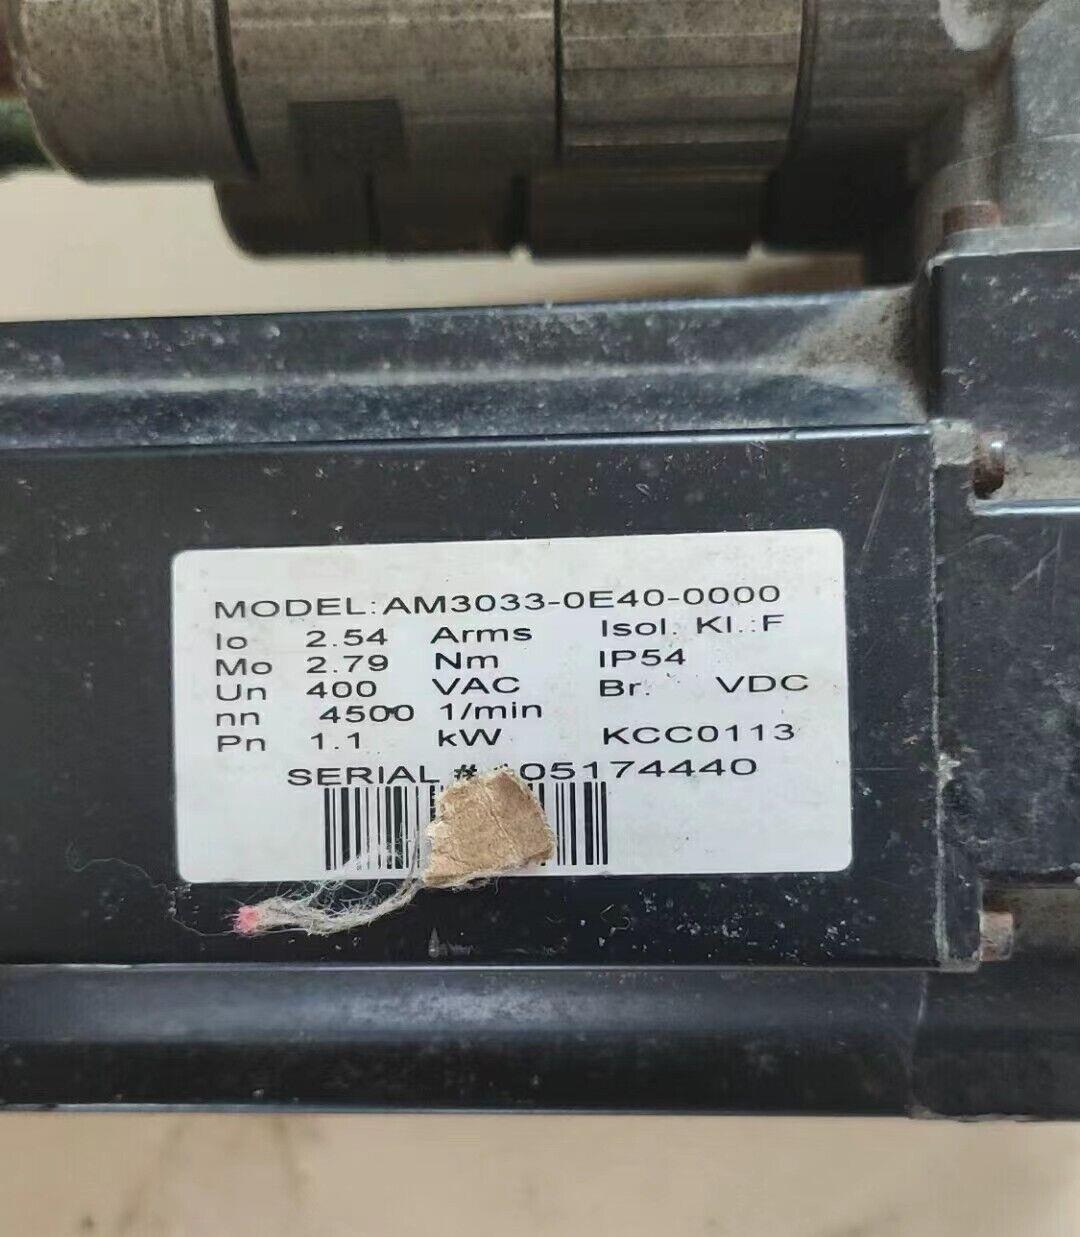 MODEL:AM3033-0E40-0000
Io 2.54 Arms Isol. Kl.:F
Mo 2.79 Nm IP54
Un 400 VAC Br. VDC
nn 4500 1/min
Pn 1.1 kW KCC0113
SERIAL # 05174440